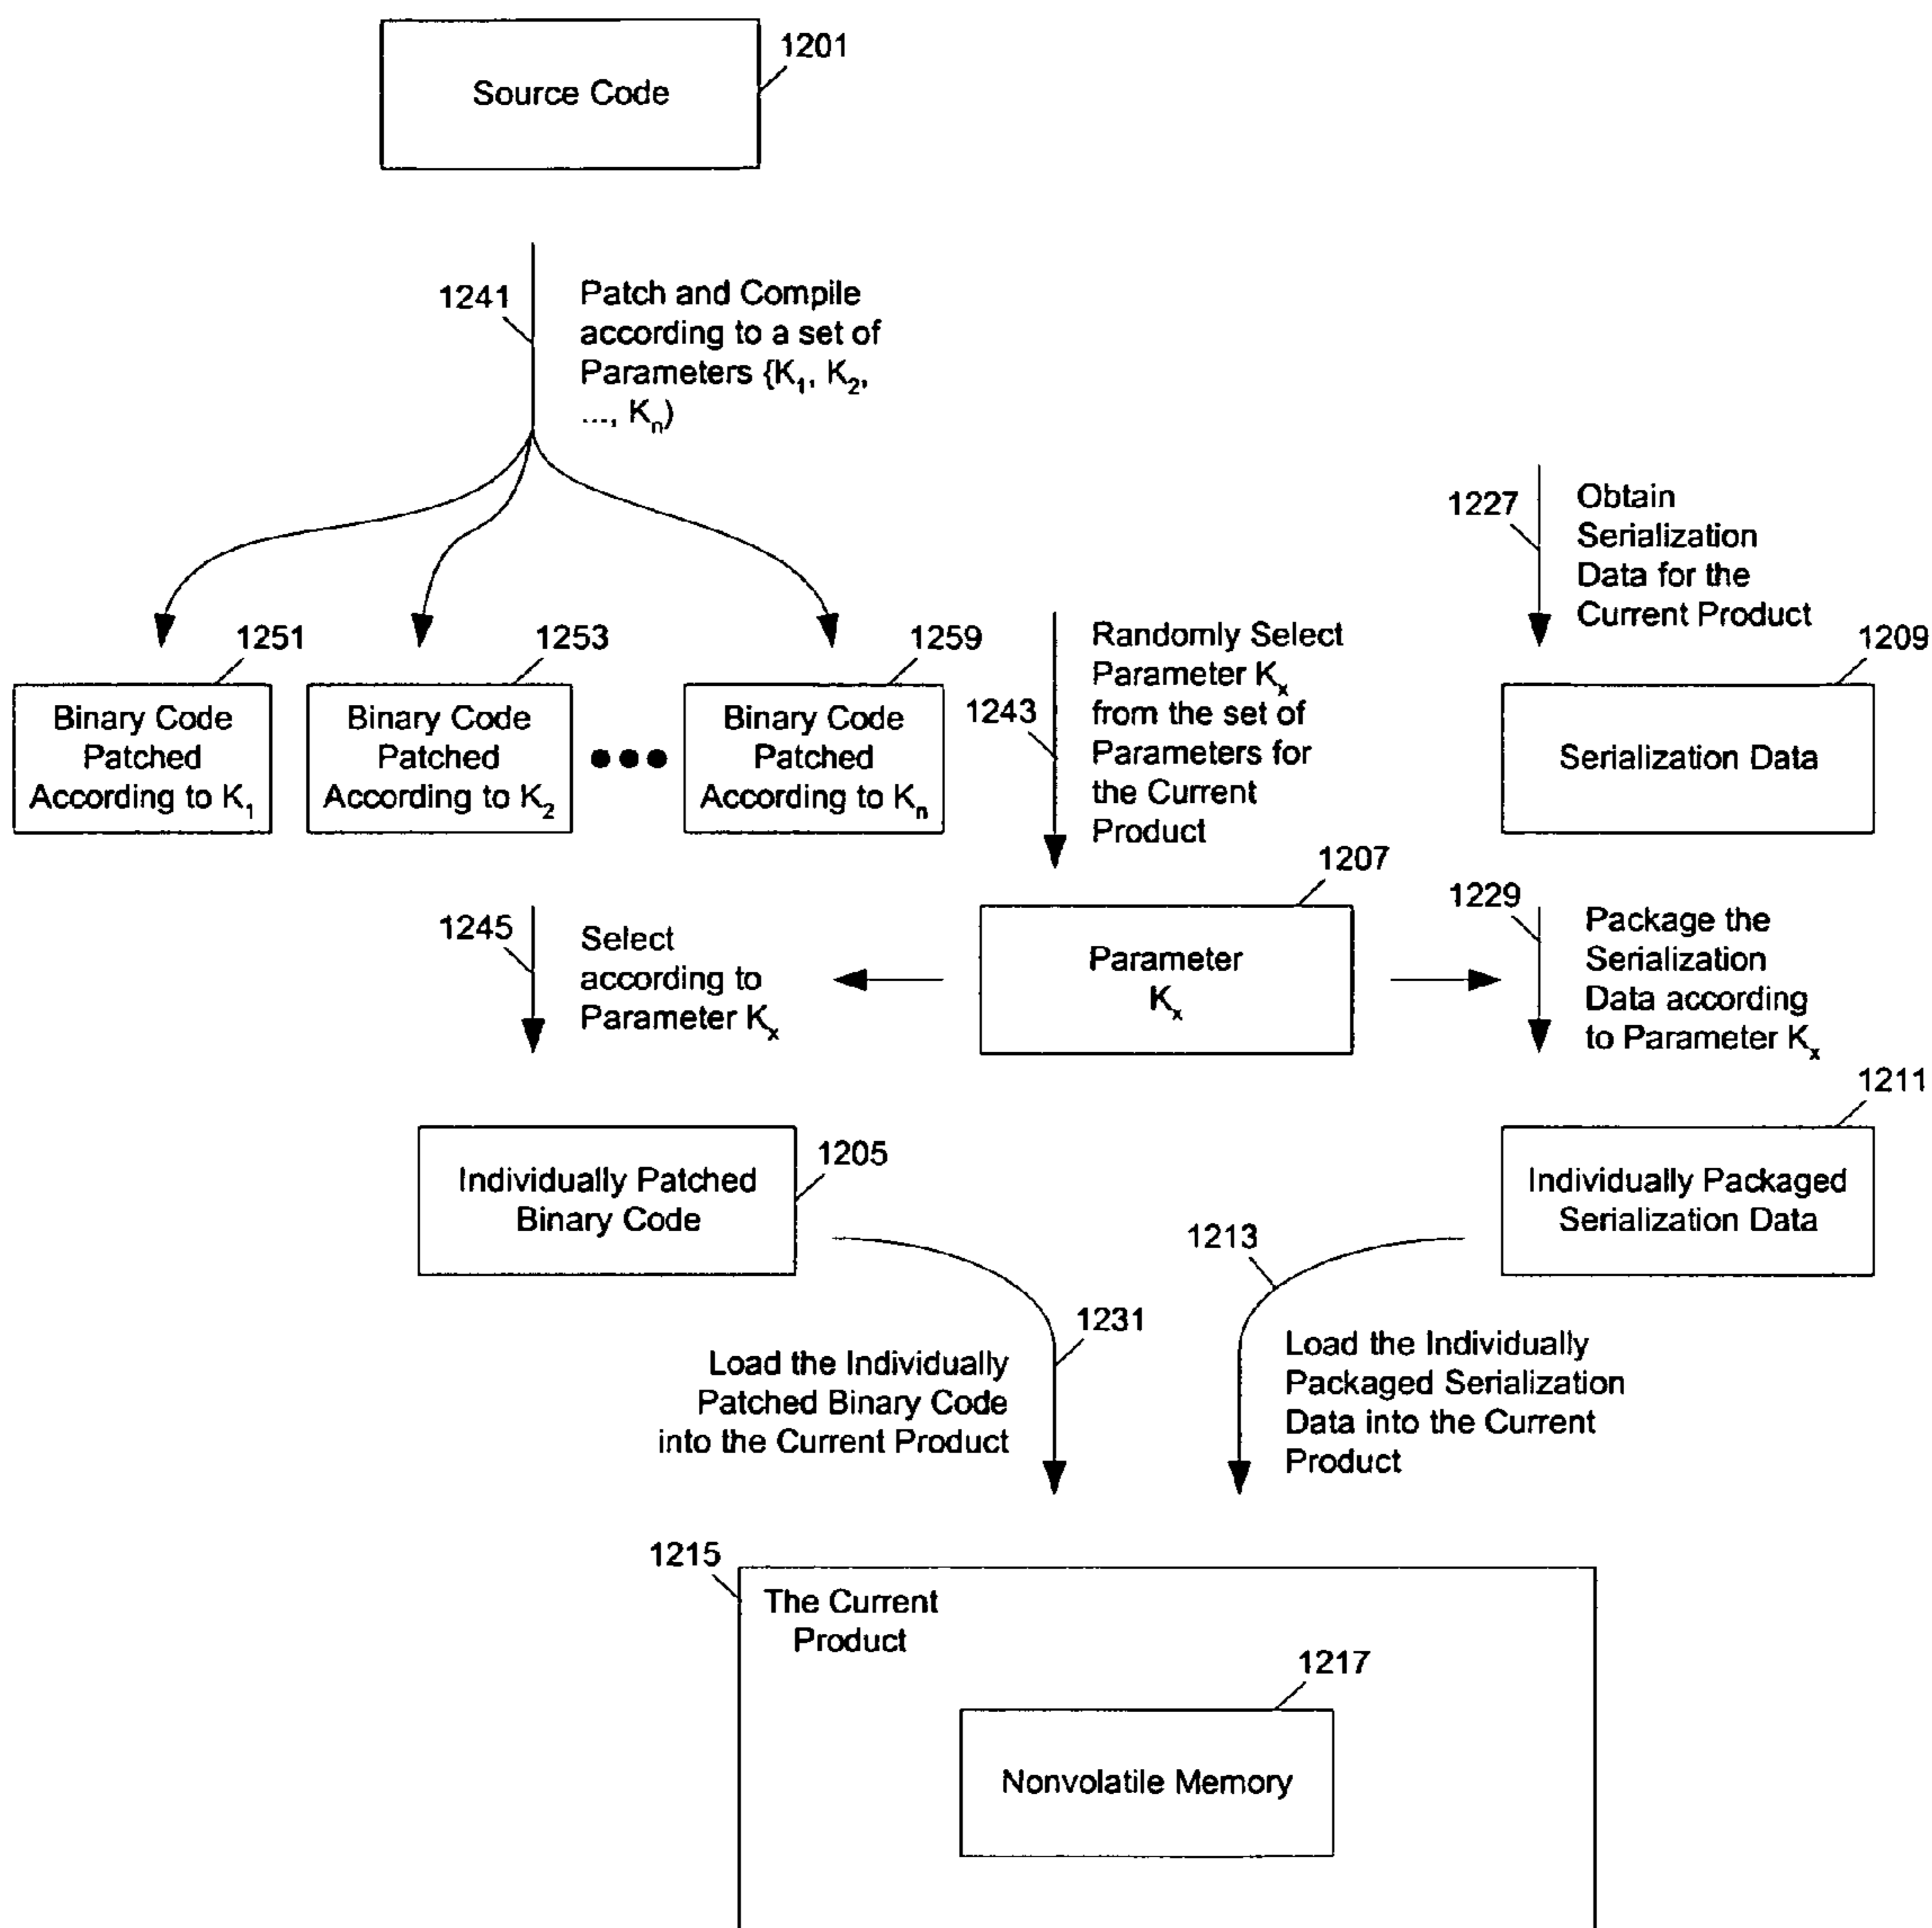 1201
Source Code
1241
Patch and Compile
according to a set of
Parameters {K₁, K₂,
..., Kₙ)
1227
Obtain
Serialization
Data for the
Current Product
1251
1253
1259
1209
Binary Code
Patched
According to K₁
Binary Code
Patched
According to K₂
●●●
Binary Code
Patched
According to Kₙ
1243
Randomly Select
Parameter Kₓ
from the set of
Parameters for
the Current
Product
Serialization Data
1207
1245
Select
according to
Parameter Kₓ
Parameter
Kₓ
1229
Package the
Serialization
Data according
to Parameter Kₓ
1205
Individually Patched
Binary Code
1211
Individually Packaged
Serialization Data
1231
Load the Individually
Patched Binary Code
into the Current Product
1213
Load the Individually
Packaged Serialization
Data into the Current
Product
1215
The Current
Product
1217
Nonvolatile Memory